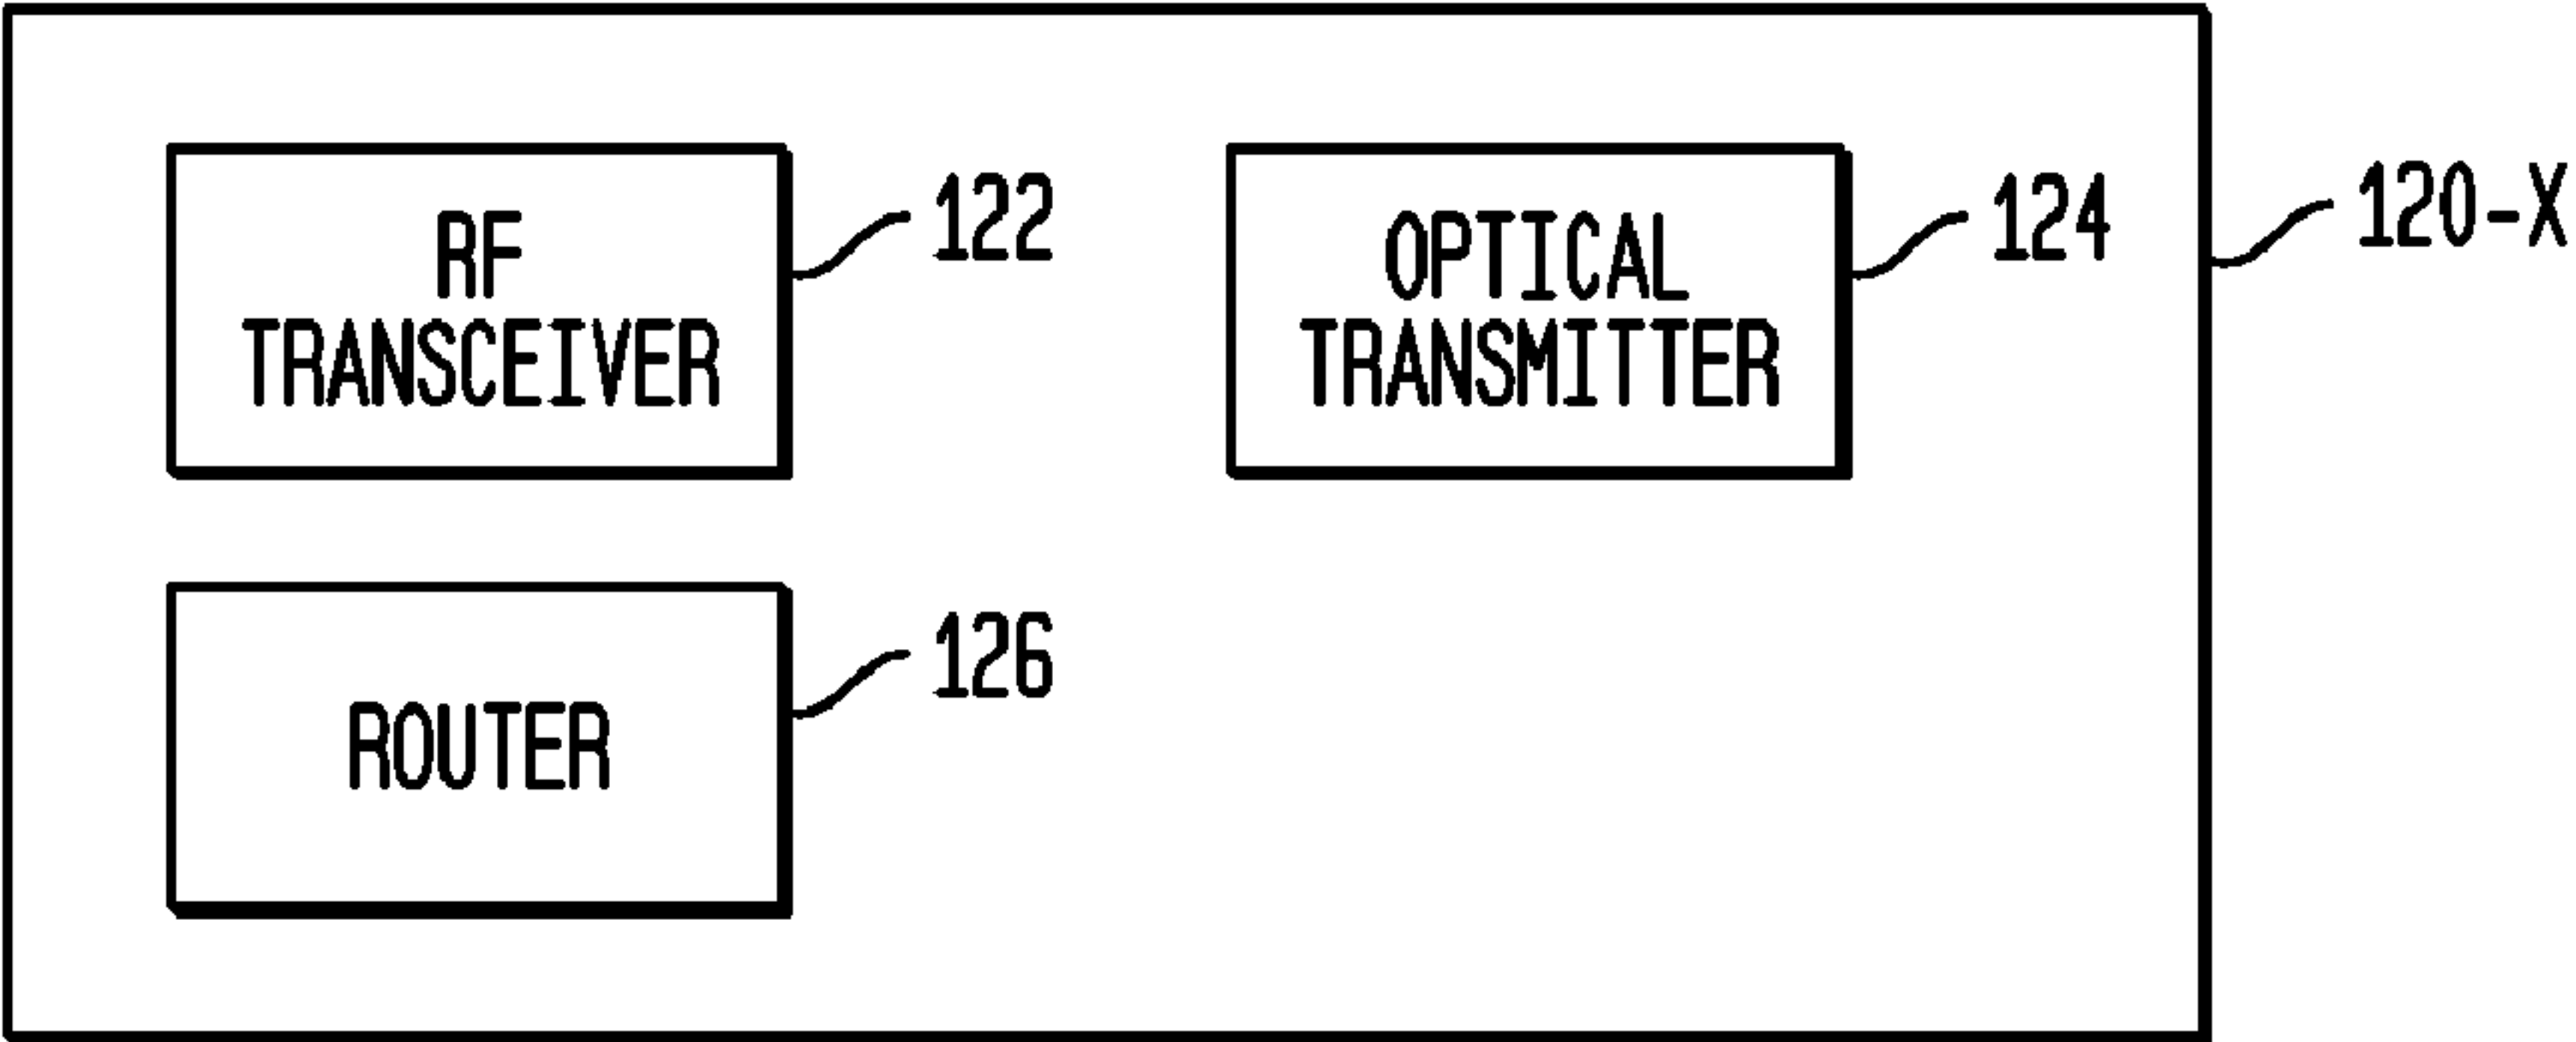 RF
TRANSCEIVER
122
OPTICAL
TRANSMITTER
124
120-X
ROUTER
126